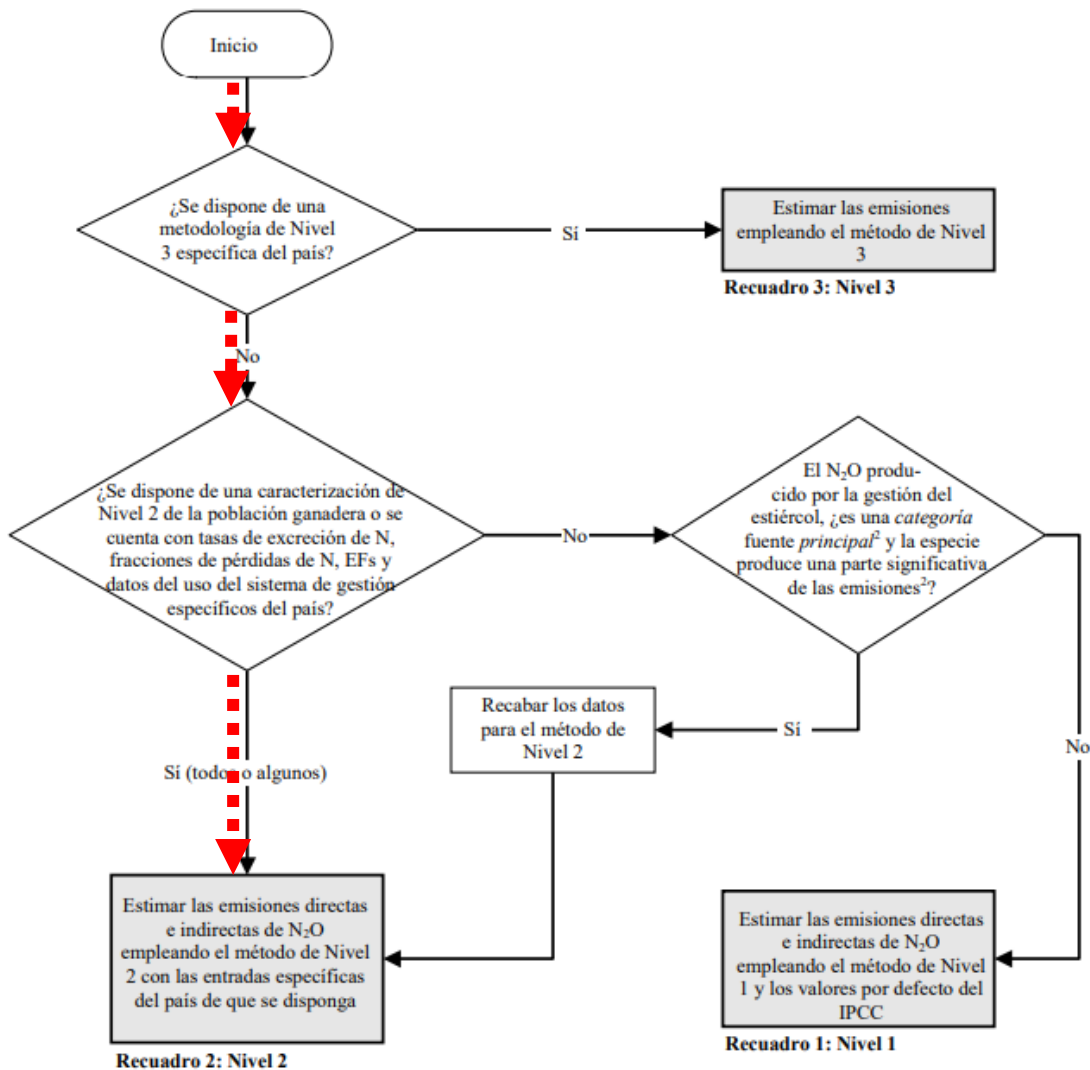 Inicio
¿Se dispone de una
metodología de Nivel
3 específica del país?
Sí
Estimar las emisiones
empleando el método de Nivel
3
Recuadro 3: Nivel 3
No
¿Se dispone de una caracterización de
Nivel 2 de la población ganadera o se
cuenta con tasas de excreción de N,
fracciones de pérdidas de N, EFs y
datos del uso del sistema de gestión
específicos del país?
No
El N₂O produ-
cido por la gestión del
estiércol, ¿es una categoría
fuente principal² y la especie
produce una parte significativa
de las emisiones²?
Recabar los datos
para el método de
Nivel 2
Sí
No
Sí (todos o algunos)
Estimar las emisiones directas
e indirectas de N₂O
empleando el método de Nivel
2 con las entradas específicas
del país de que se disponga
Recuadro 2: Nivel 2
Estimar las emisiones directas
e indirectas de N₂O
empleando el método de Nivel
1 y los valores por defecto del
IPCC
Recuadro 1: Nivel 1